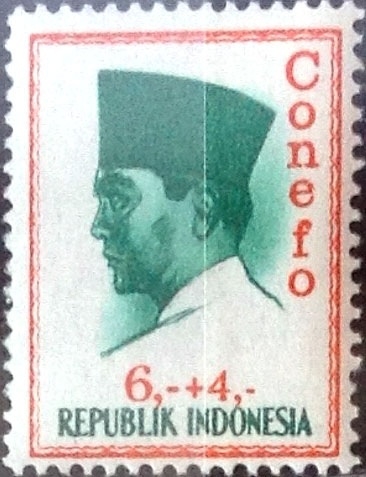 Conefo
6,-+4,-
REPUBLIK INDONESIA